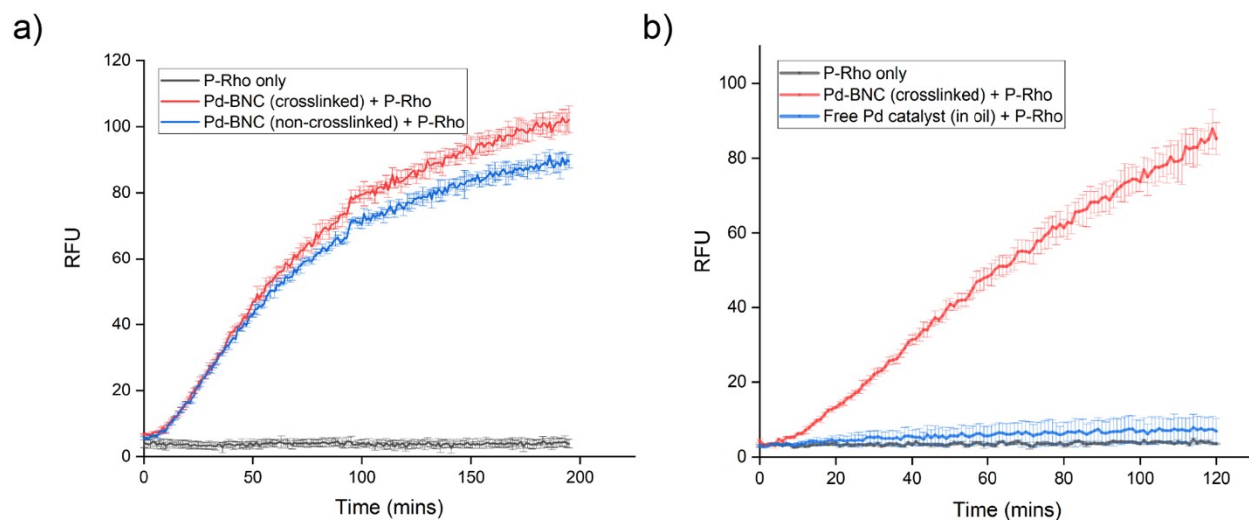 a)
120
100
80
60
40
20
0
RFU
P-Rho only
Pd-BNC (crosslinked) + P-Rho
Pd-BNC (non-crosslinked) + P-Rho
0 50 100 150 200
Time (mins)
b)
100
80
60
40
20
0
RFU
P-Rho only
Pd-BNC (crosslinked) + P-Rho
Free Pd catalyst (in oil) + P-Rho
0 20 40 60 80 100 120
Time (mins)